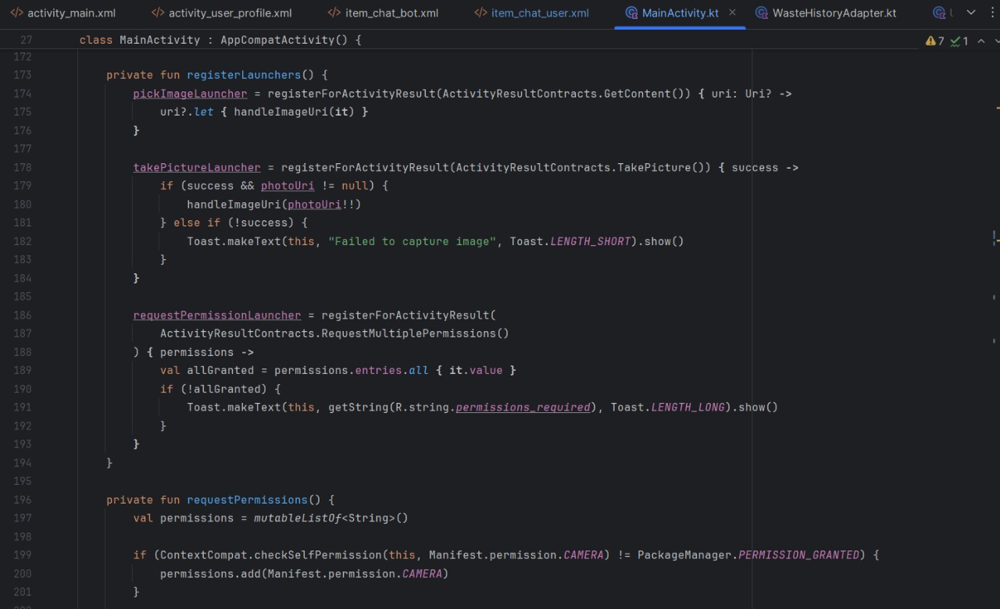 activity_main.xml activity_user_profile.xml item_chat_bot.xml item_chat_user.xml MainActivity.kt WasteHistoryAdapter.kt
27 class MainActivity : AppCompatActivity() { 7 1
172
173 private fun registerLaunchers() {
174 pickImageLauncher = registerForActivityResult(ActivityResultContracts.GetContent()) { uri: Uri? ->
175 uri?.let { handleImageUri(it) }
176 }
177
178 takePictureLauncher = registerForActivityResult(ActivityResultContracts.TakePicture()) { success ->
179 if (success && photoUri != null) {
180 handleImageUri(photoUri!!)
181 } else if (!success) {
182 Toast.makeText(this, "Failed to capture image", Toast.LENGTH_SHORT).show()
183 }
184 }
185
186 requestPermissionLauncher = registerForActivityResult(
187 ActivityResultContracts.RequestMultiplePermissions()
188 ) { permissions ->
189 val allGranted = permissions.entries.all { it.value }
190 if (!allGranted) {
191 Toast.makeText(this, getString(R.string.permissions_required), Toast.LENGTH_LONG).show()
192 }
193 }
194 }
195
196 private fun requestPermissions() {
197 val permissions = mutableListOf<String>()
198
199 if (ContextCompat.checkSelfPermission(this, Manifest.permission.CAMERA) != PackageManager.PERMISSION_GRANTED) {
200 permissions.add(Manifest.permission.CAMERA)
201 }